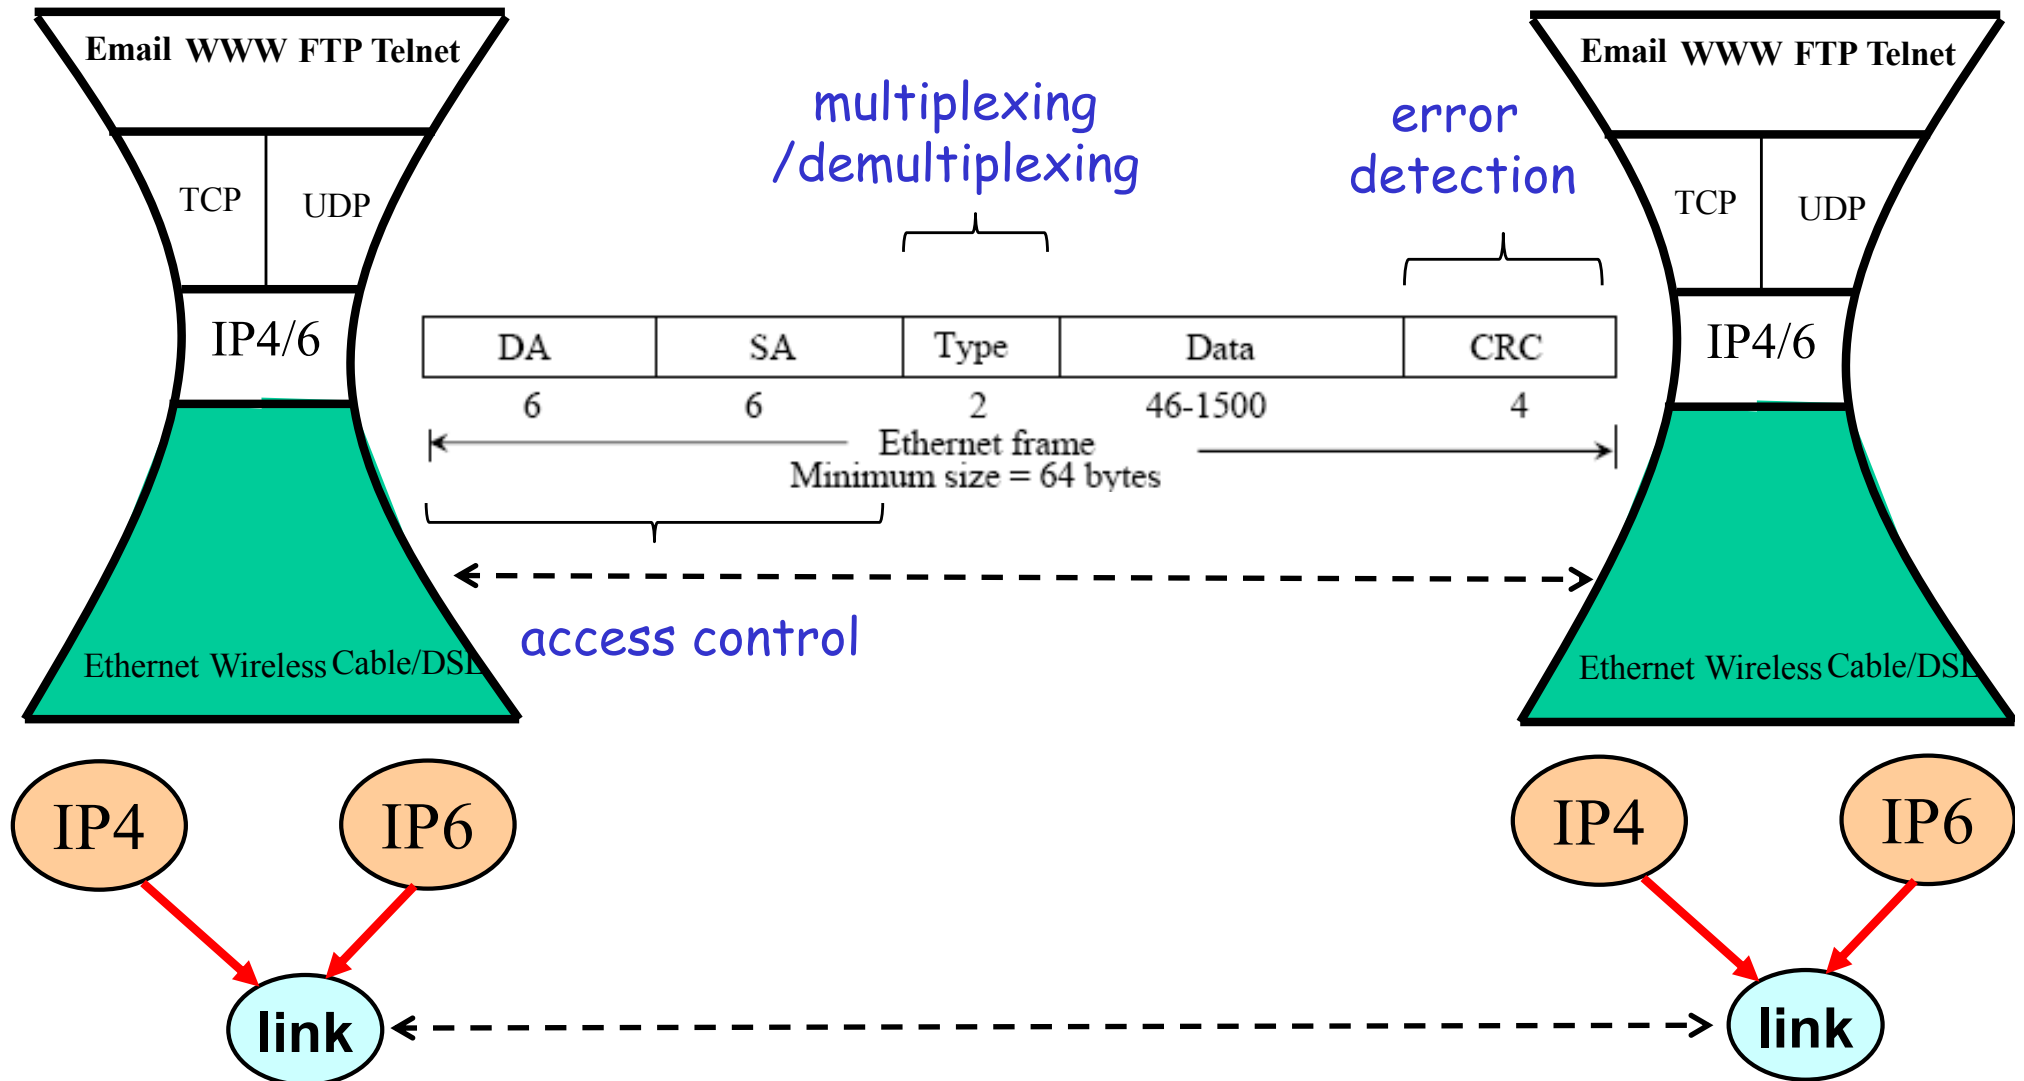 Email WWW FTP Telnet
TCP UDP
IP4/6
Ethernet Wireless Cable/DSL
multiplexing
/demultiplexing
error
detection
DA SA Type Data CRC
6 6 2 46-1500 4
Ethernet frame
Minimum size = 64 bytes
access control
Email WWW FTP Telnet
TCP UDP
IP4/6
Ethernet Wireless Cable/DSL
IP4 IP6
link
IP4 IP6
link